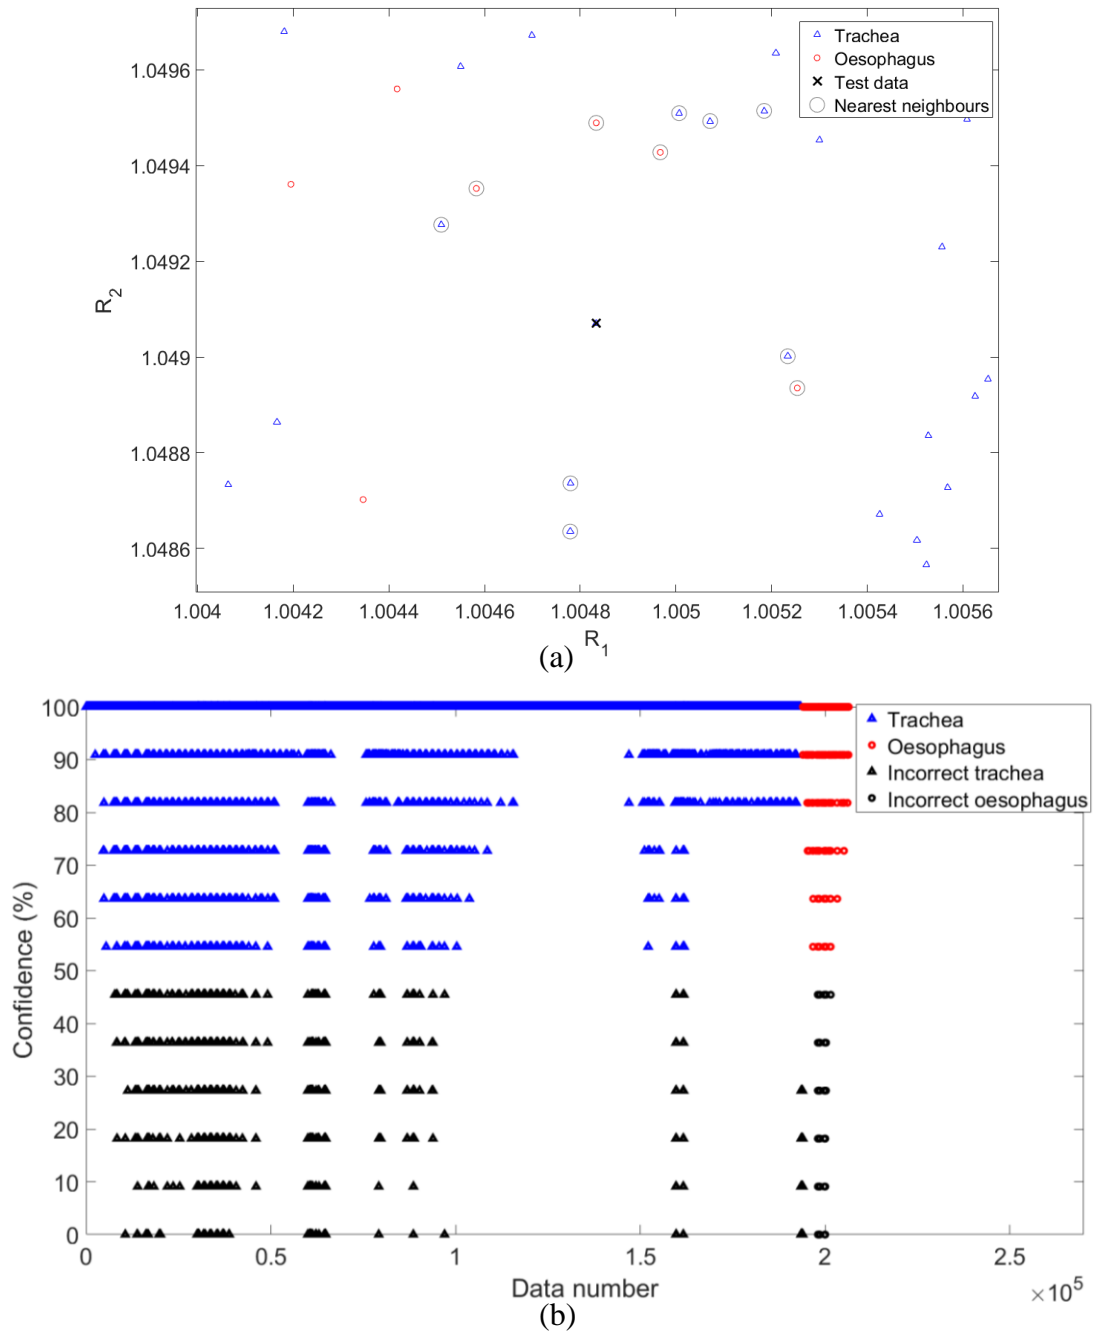 Trachea
Oesophagus
Test data
Nearest neighbours
1.0496
1.0494
1.0492
1.049
1.0488
1.0486
R2
1.004 1.0042 1.0044 1.0046 1.0048 1.005 1.0052 1.0054 1.0056
R1
(a)
100
90
80
70
60
50
40
30
20
10
0
Confidence (%)
Trachea
Oesophagus
Incorrect trachea
Incorrect oesophagus
0 0.5 1 1.5 2 2.5
Data number
×10^5
(b)